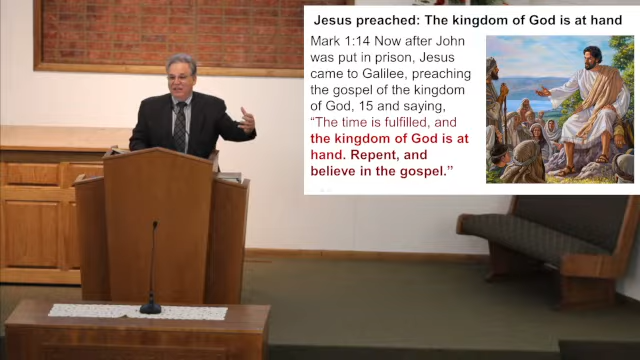 Jesus preached: The kingdom of God is at hand
Mark 1:14 Now after John
was put in prison, Jesus
came to Galilee, preaching
the gospel of the kingdom
of God, 15 and saying,
“The time is fulfilled, and
the kingdom of God is at
hand. Repent, and
believe in the gospel.”